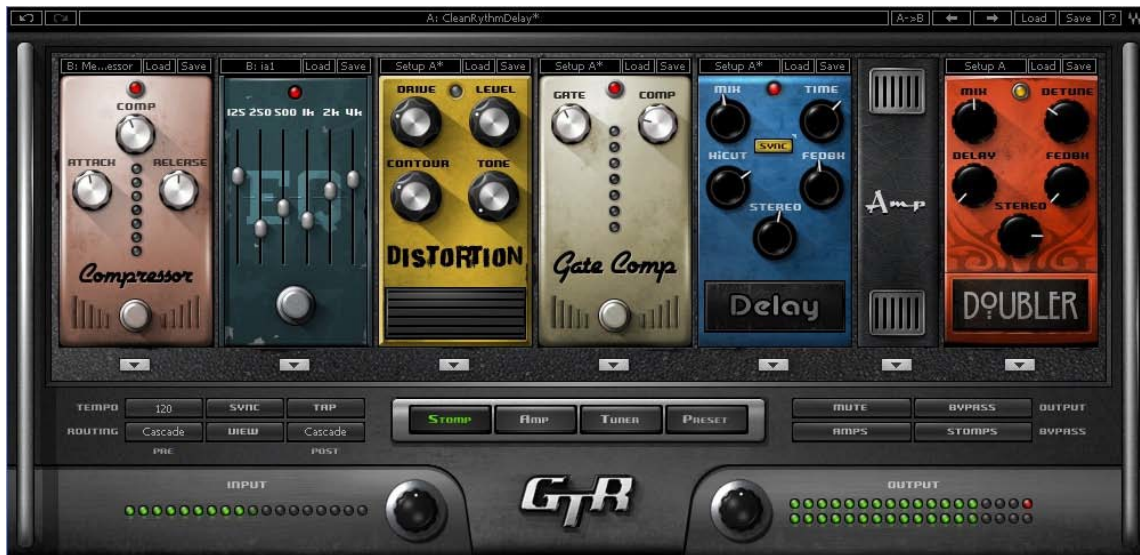 A: CleanRythmDelay* A->B Load Save ?
B: Me...essor Load Save B: ia1 Load Save Setup A* Load Save Setup A* Load Save Setup A* Load Save Setup A Load Save
COMP
ATTACK RELEASE
Compressor
125 250 500 1k 2k 4k
EQ
DRIVE LEVEL
CONTOUR TONE
DISTORTION
GATE COMP
Gate Comp
MIX TIME
SYNC
HiCUT FEDBK
STEREO
Delay
Amp
MIX DETUNE
DELAY FEDBK
STEREO
DOUBLER
TEMPO 120 SYNC TAP
ROUTING Cascade VIEW Cascade
PRE POST
STOMP AMP TUNER PRESET
MUTE BYPASS OUTPUT
AMPS STOMPS BYPASS
INPUT
GTR
OUTPUT